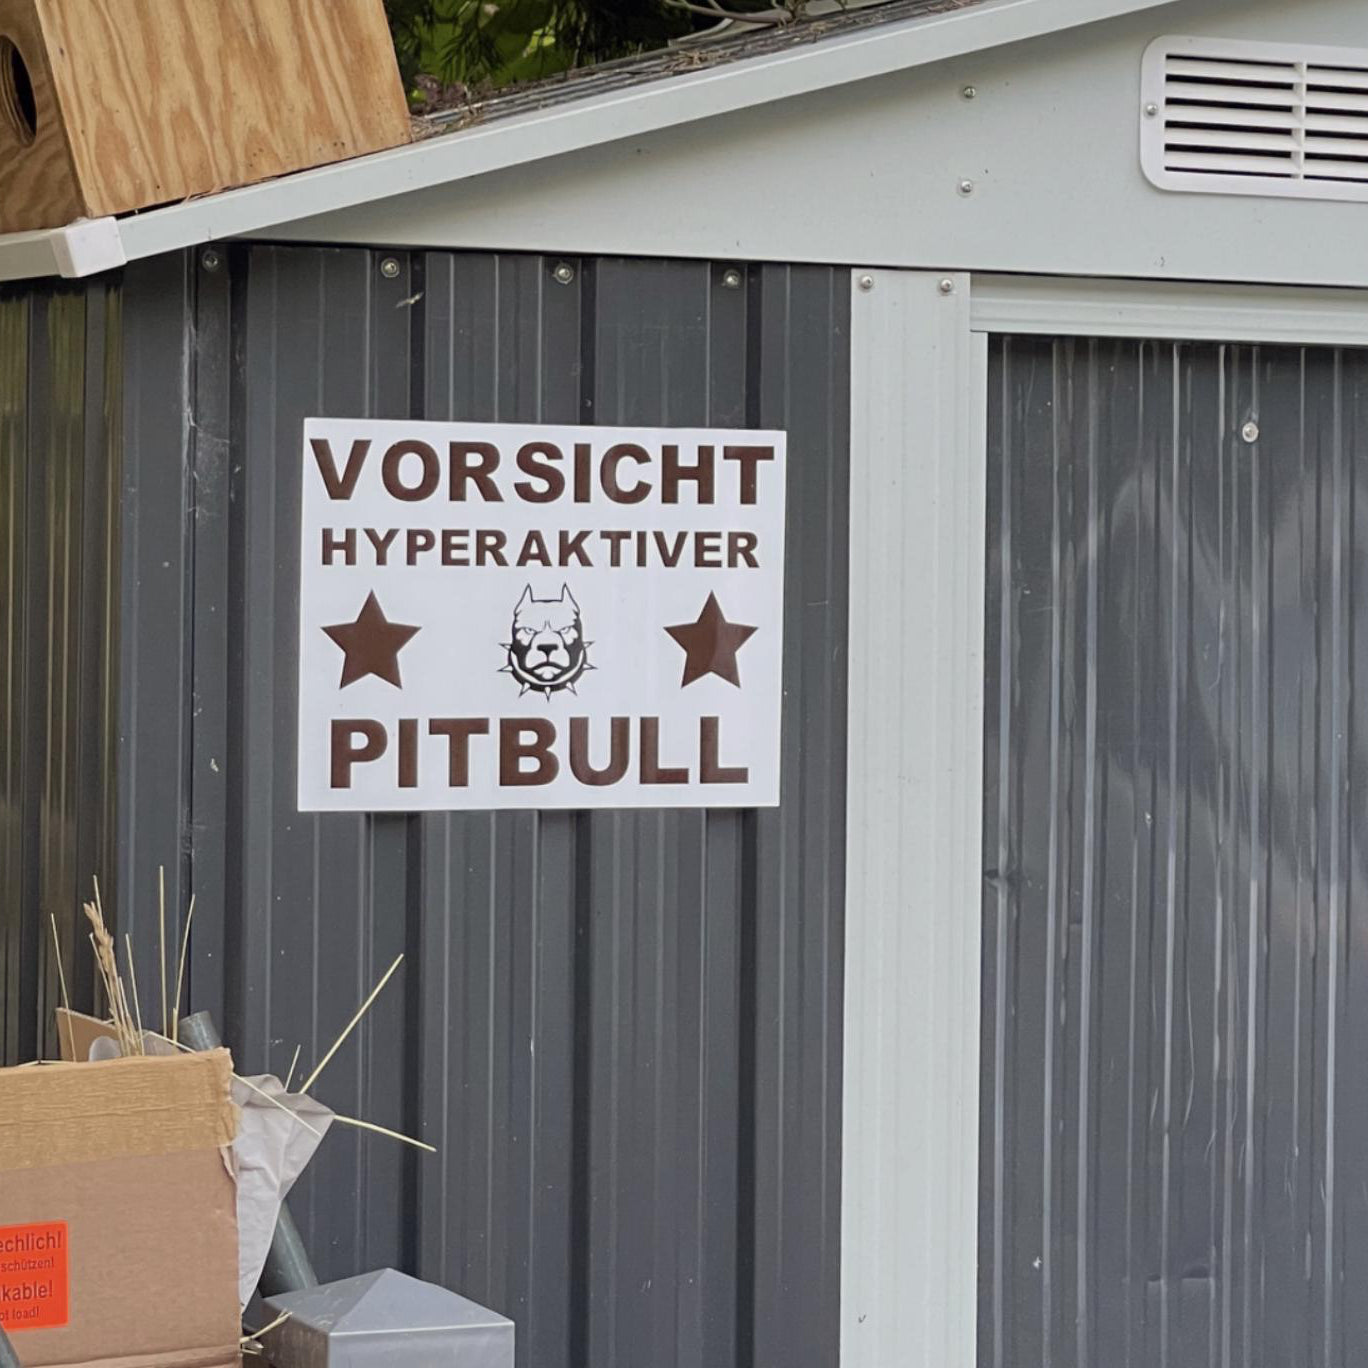 VORSICHT
HYPERAKTIVER
PITBULL
echlich!
schützen!
kable!
ot load!